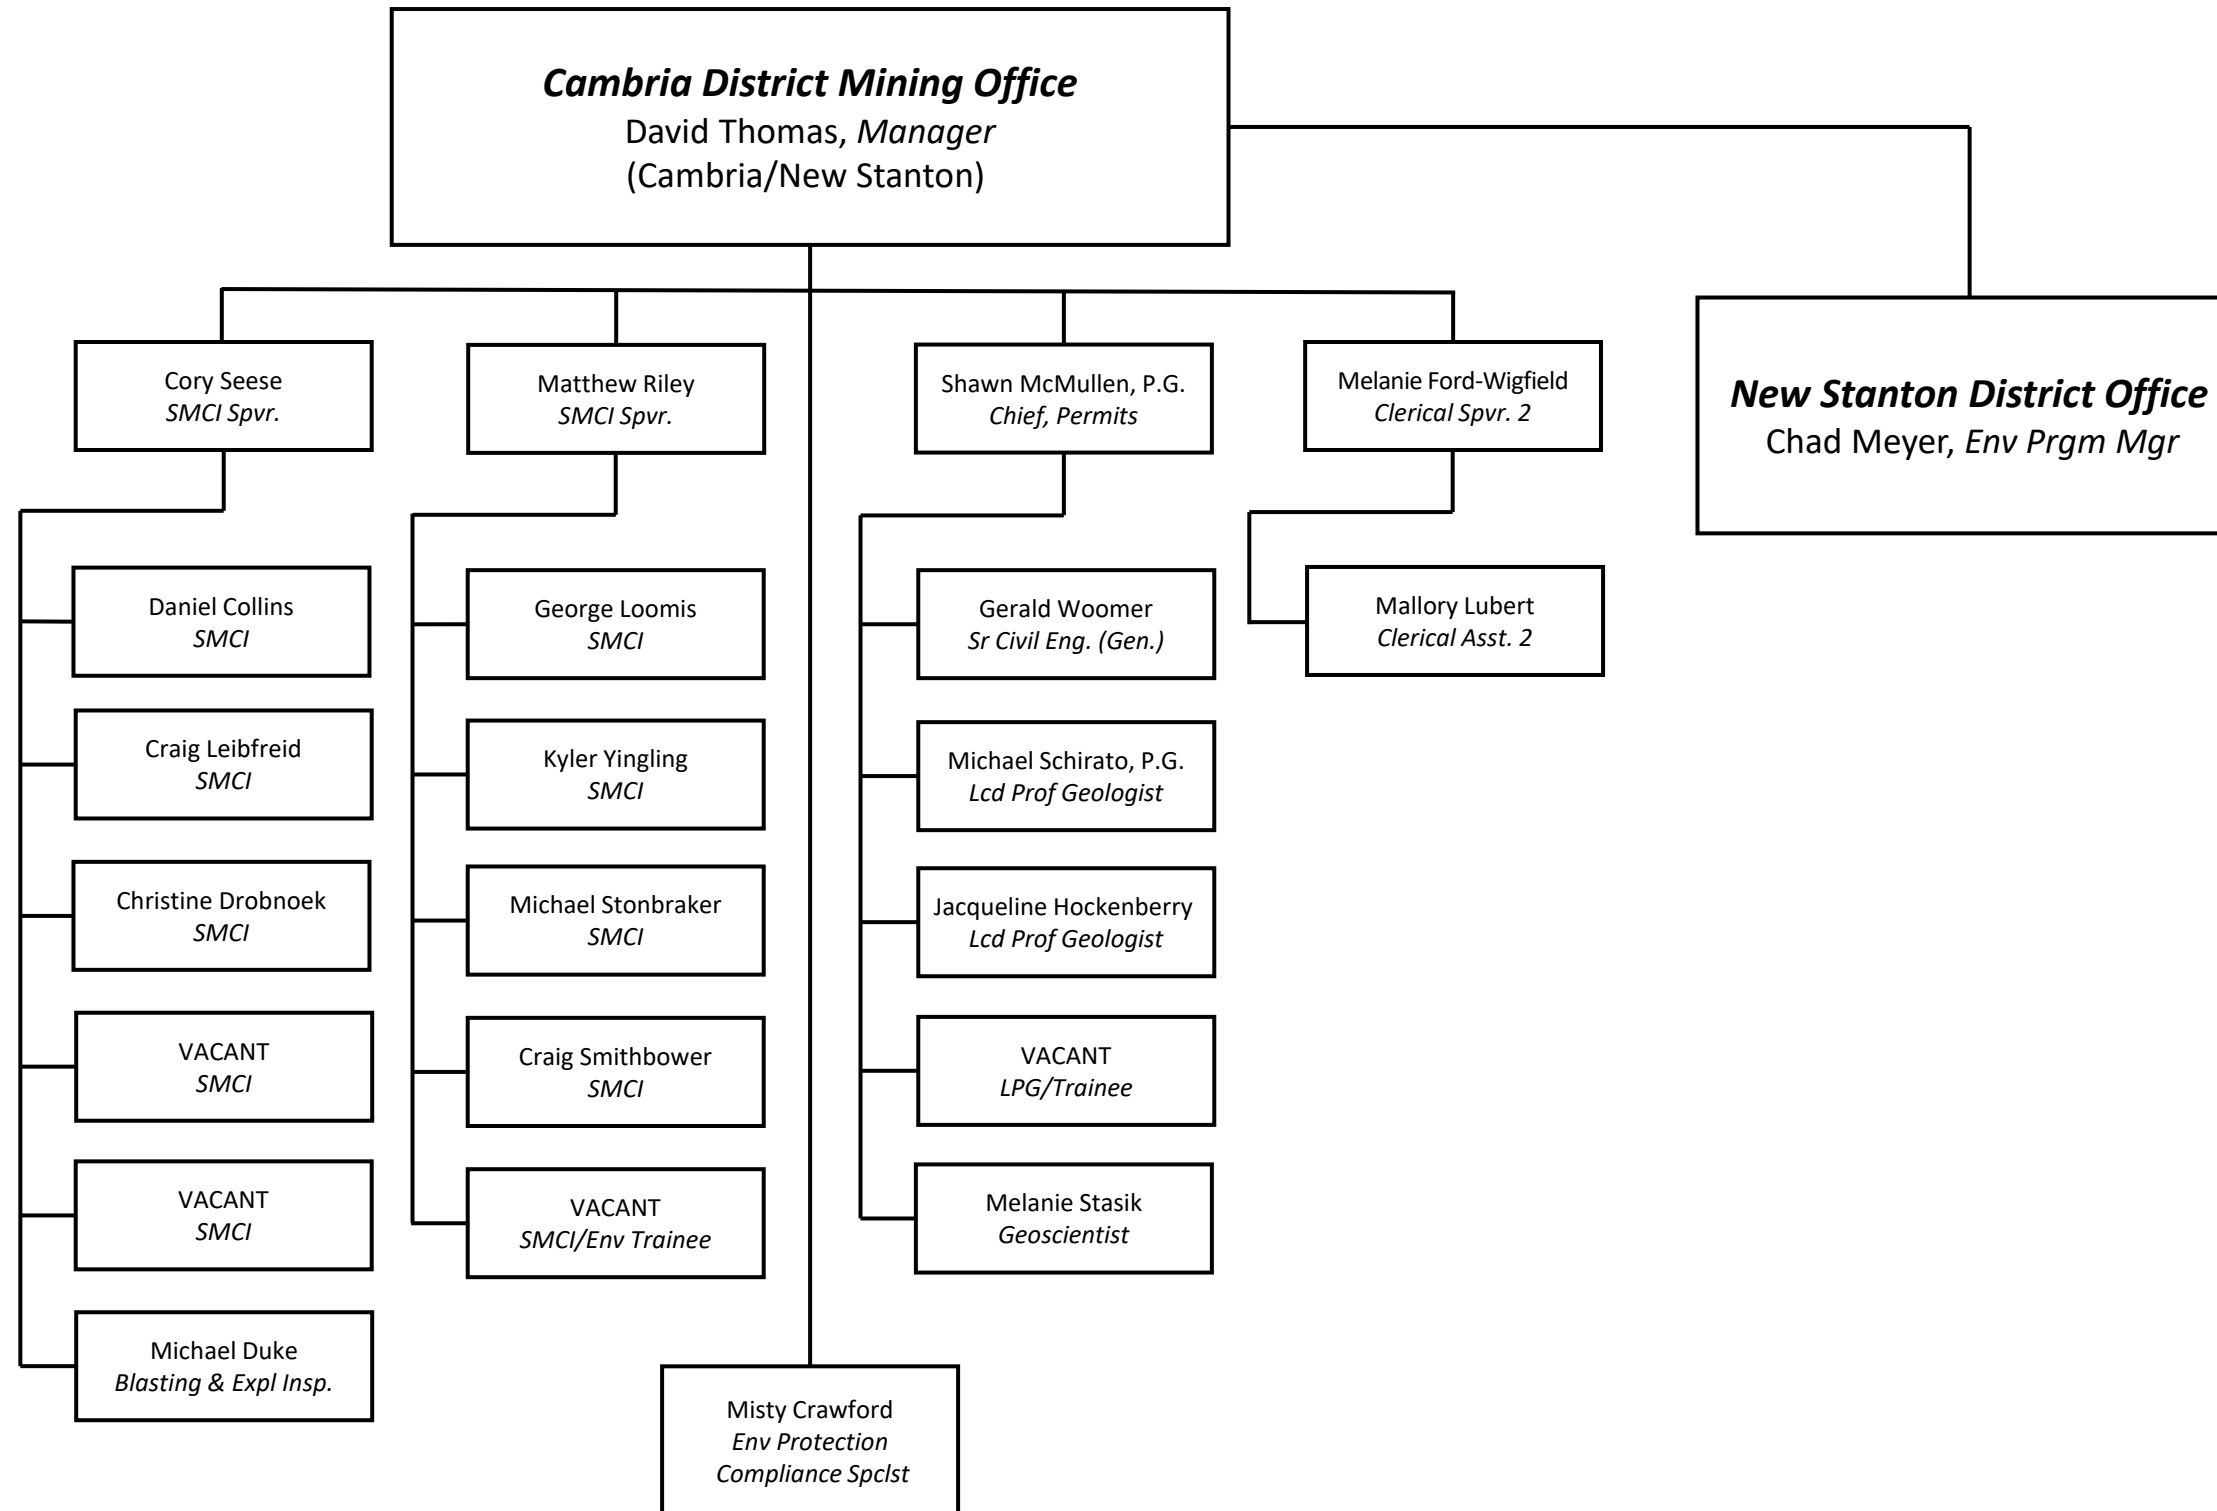 Cambria District Mining Office
David Thomas, Manager
(Cambria/New Stanton)
Cory Seese
SMCI Spvr.
Matthew Riley
SMCI Spvr.
Shawn McMullen, P.G.
Chief, Permits
Melanie Ford-Wigfield
Clerical Spvr. 2
New Stanton District Office
Chad Meyer, Env Prgm Mgr
Daniel Collins
SMCI
Craig Leibfreid
SMCI
Christine Drobnoek
SMCI
VACANT
SMCI
VACANT
SMCI
Michael Duke
Blasting & Expl Insp.
George Loomis
SMCI
Kyler Yingling
SMCI
Michael Stonbraker
SMCI
Craig Smithbower
SMCI
VACANT
SMCI/Env Trainee
Gerald Woomer
Sr Civil Eng. (Gen.)
Michael Schirato, P.G.
Lcd Prof Geologist
Jacqueline Hockenberry
Lcd Prof Geologist
VACANT
LPG/Trainee
Melanie Stasik
Geoscientist
Mallory Lubert
Clerical Asst. 2
Misty Crawford
Env Protection
Compliance Spclst